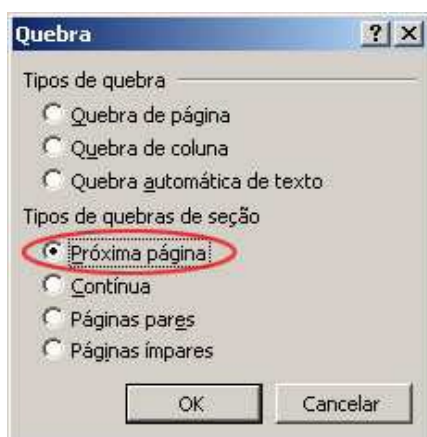 Quebra
Tipos de quebra
Quebra de página
Quebra de coluna
Quebra automática de texto
Tipos de quebras de seção
Próxima página
Contínua
Páginas pares
Páginas ímpares
OK Cancelar